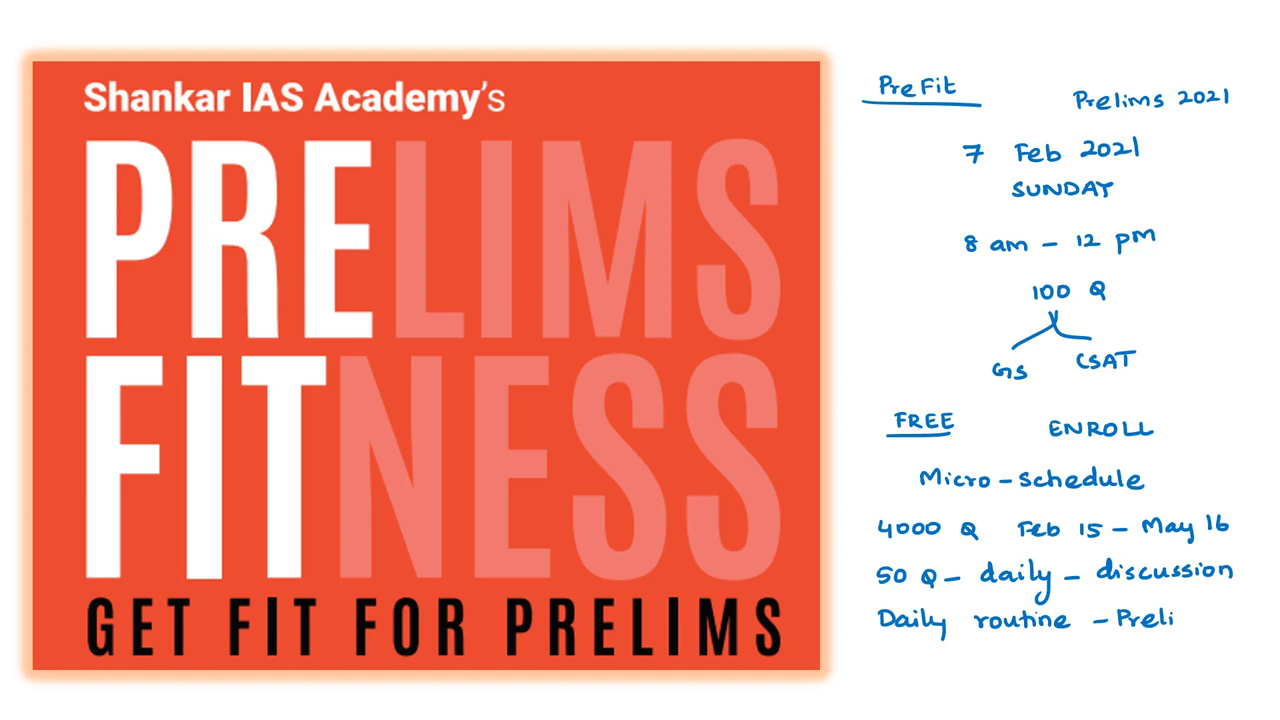 Shankar IAS Academy's
PRELIMS
FITNESS
GET FIT FOR PRELIMS
PreFit Prelims 2021
7 Feb 2021
SUNDAY
8 am - 12 pm
100 Q
GS CSAT
FREE ENROLL
Micro - schedule
4000 Q Feb 15 - May 16
50 Q - daily - discussion
Daily routine - Preli